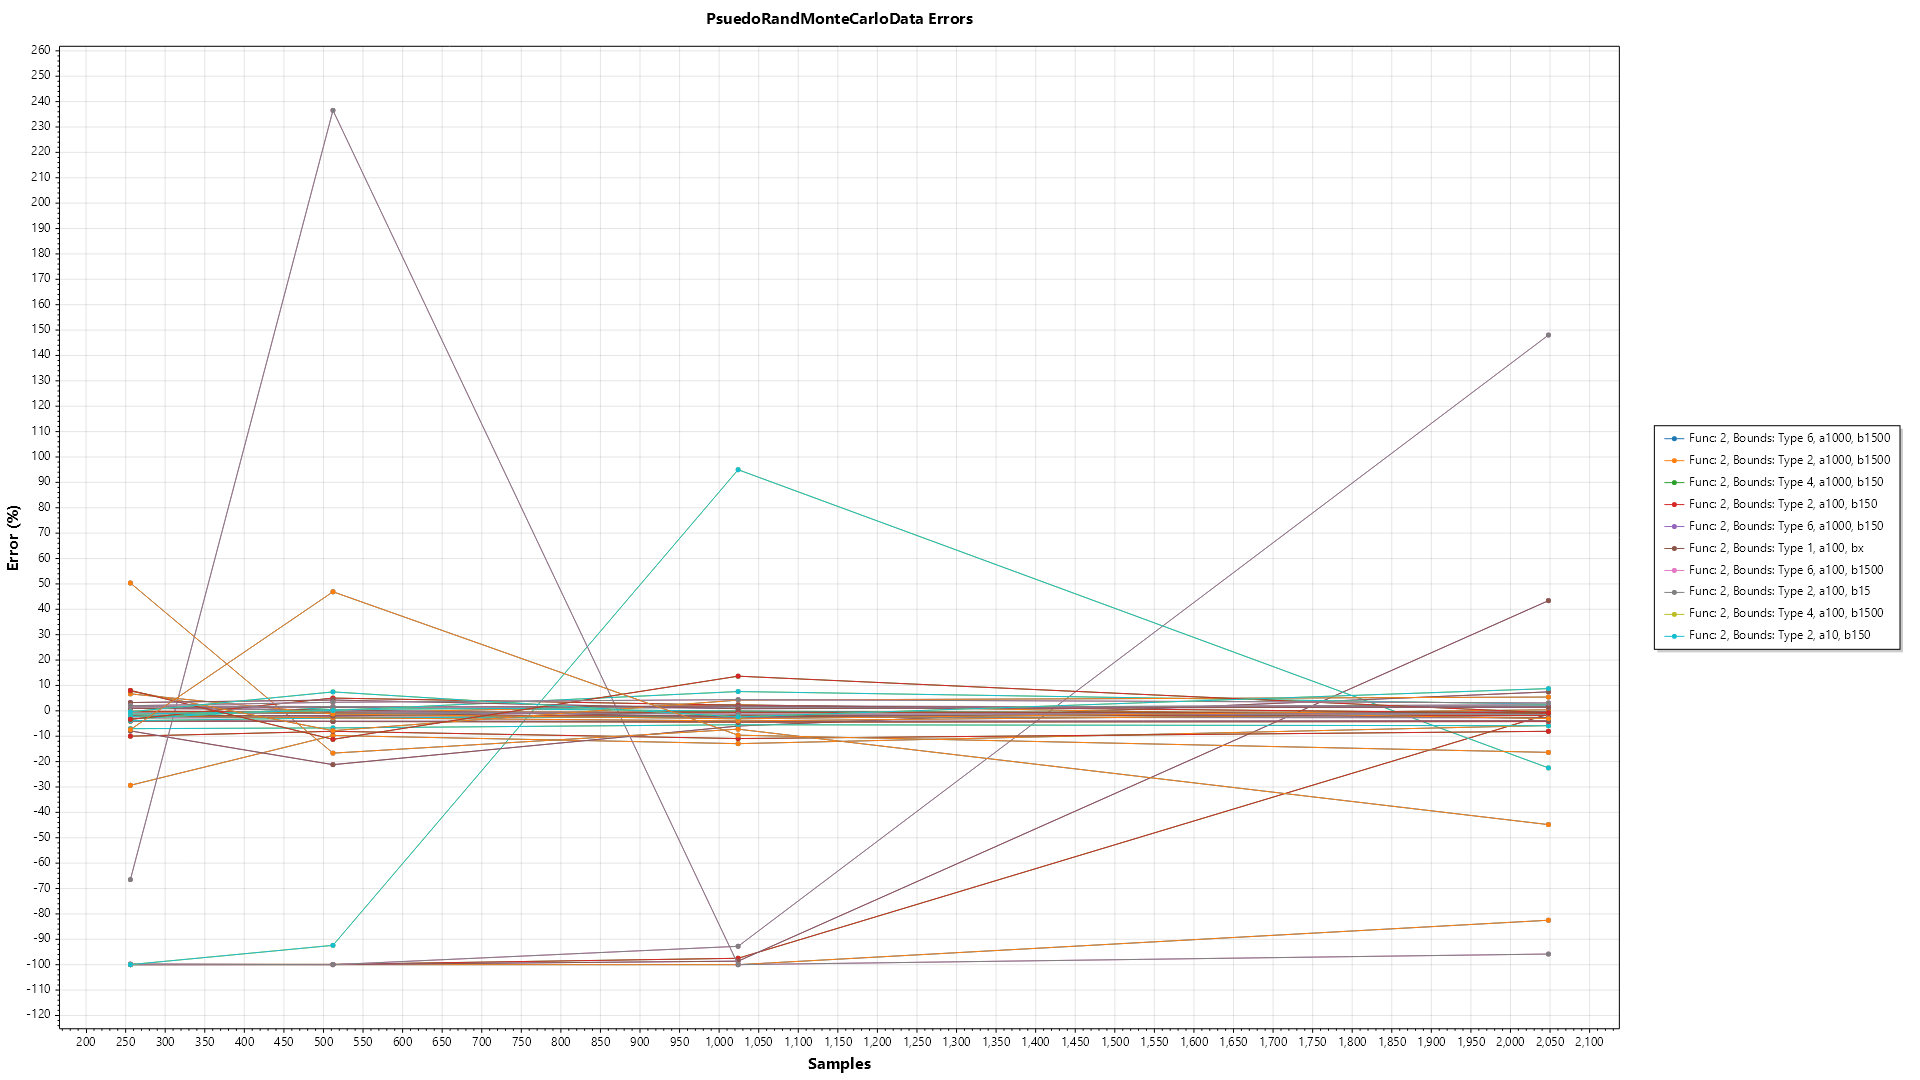 PsuedoRandMonteCarloData Errors
260
250
240
230
220
210
200
190
180
170
160
150
140
130
120
110
100
90
80
70
60
50
40
30
20
10
0
-10
-20
-30
-40
-50
-60
-70
-80
-90
-100
-110
-120
Error (%)
200 250 300 350 400 450 500 550 600 650 700 750 800 850 900 950 1,000 1,050 1,100 1,150 1,200 1,250 1,300 1,350 1,400 1,450 1,500 1,550 1,600 1,650 1,700 1,750 1,800 1,850 1,900 1,950 2,000 2,050 2,100
Samples
Func: 2, Bounds: Type 6, a1000, b1500
Func: 2, Bounds: Type 2, a1000, b1500
Func: 2, Bounds: Type 4, a1000, b150
Func: 2, Bounds: Type 2, a100, b150
Func: 2, Bounds: Type 6, a1000, b150
Func: 2, Bounds: Type 1, a100, bx
Func: 2, Bounds: Type 6, a100, b1500
Func: 2, Bounds: Type 2, a100, b15
Func: 2, Bounds: Type 4, a100, b1500
Func: 2, Bounds: Type 2, a10, b150